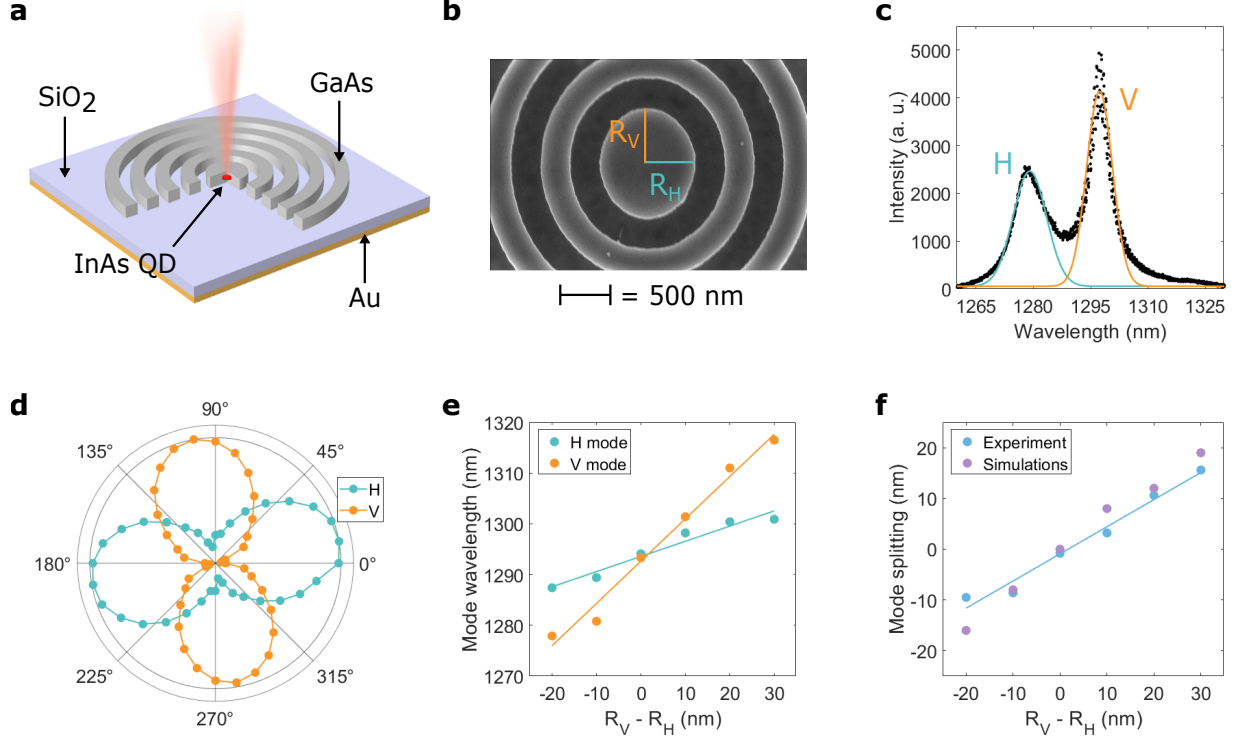 a
SiO2
GaAs
InAs QD
Au
b
RV
RH
= 500 nm
c
Intensity (a. u.)
5000
4000
3000
2000
1000
0
H
V
1265 1280 1295 1310 1325
Wavelength (nm)
d
90°
135° 45°
180° 0°
225° 315°
270°
H
V
e
Mode wavelength (nm)
1320
1310
1300
1290
1280
1270
H mode
V mode
-20 -10 0 10 20 30
RV - RH (nm)
f
Mode splitting (nm)
20
10
0
-10
-20
Experiment
Simulations
-20 -10 0 10 20 30
RV - RH (nm)